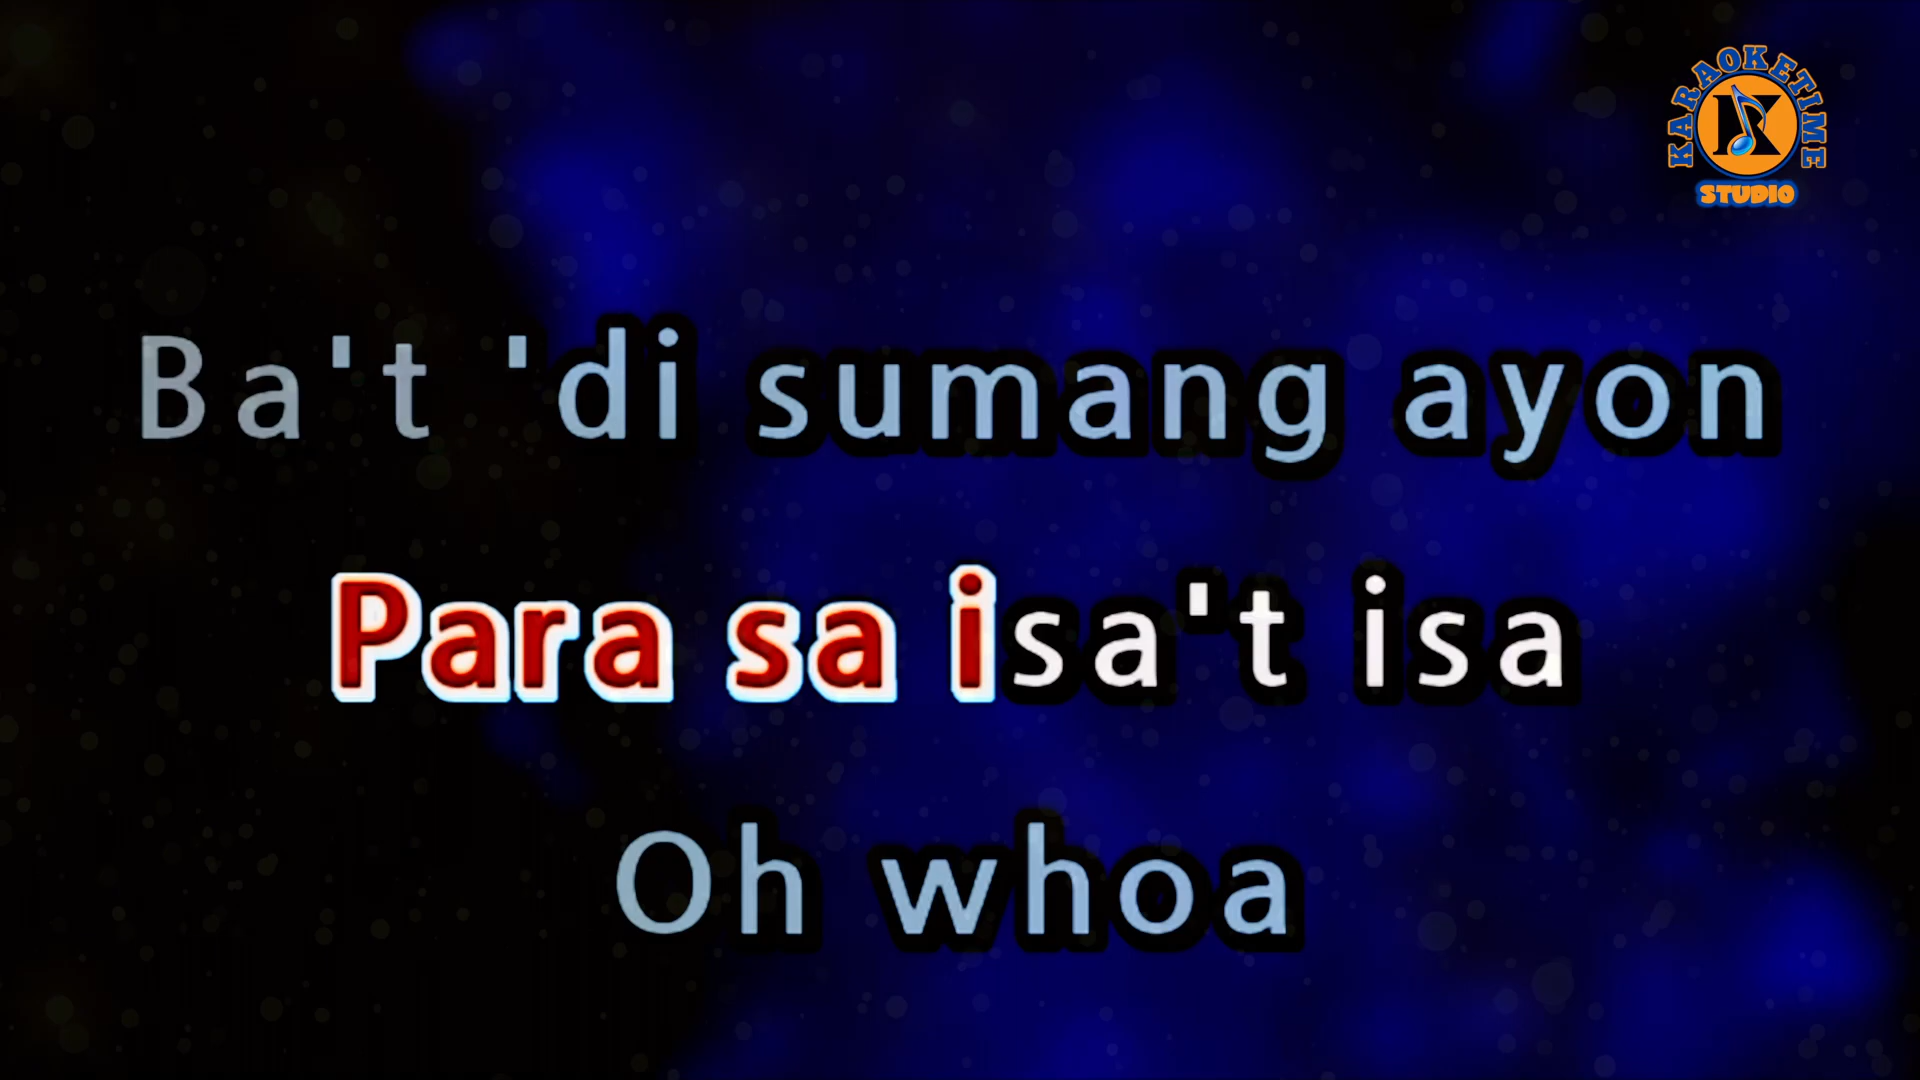 KARAOKETIME
STUDIO
Ba't 'di sumang ayon
Para sa isa't isa
Oh whoa